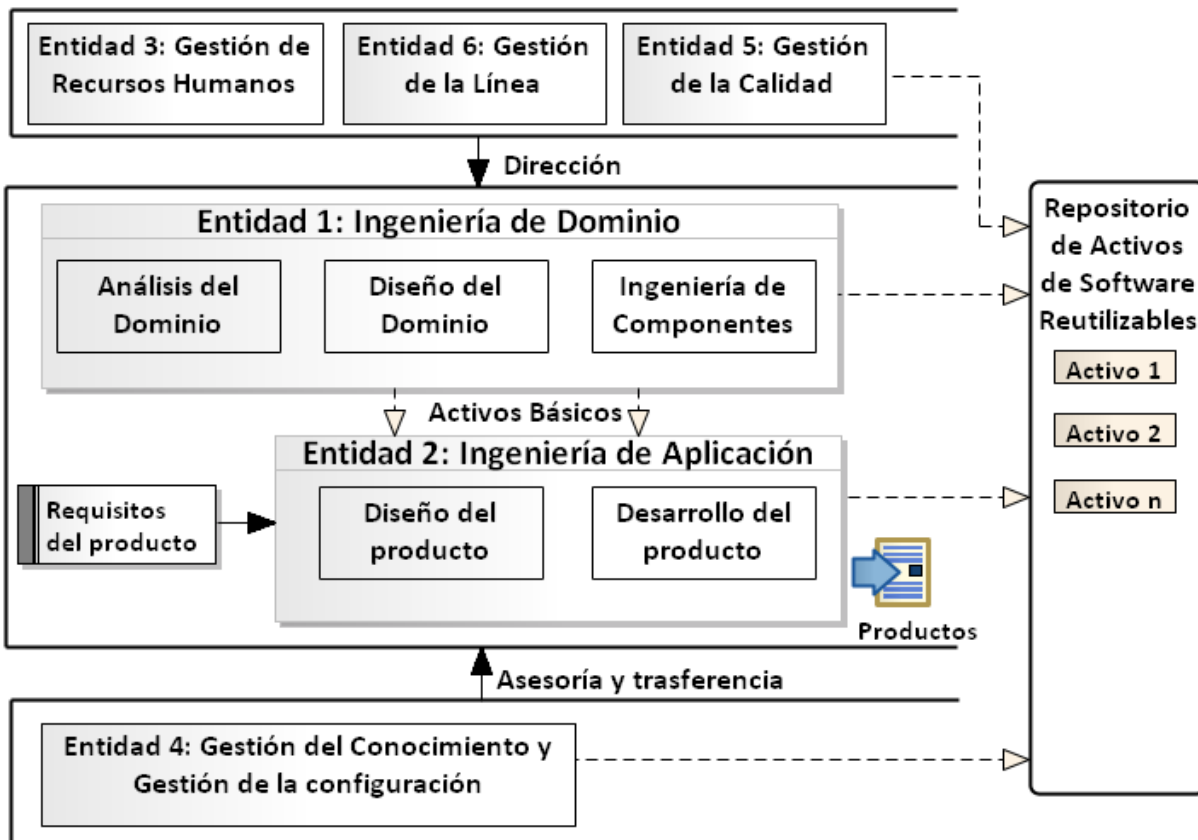 Entidad 3: Gestión de
Recursos Humanos
Entidad 6: Gestión
de la Línea
Entidad 5: Gestión
de la Calidad
Dirección
Entidad 1: Ingeniería de Dominio
Análisis del
Dominio
Diseño del
Dominio
Ingeniería de
Componentes
Activos Básicos
Entidad 2: Ingeniería de Aplicación
Requisitos
del producto
Diseño del
producto
Desarrollo del
producto
Productos
Asesoría y trasferencia
Entidad 4: Gestión del Conocimiento y
Gestión de la configuración
Repositorio
de Activos
de Software
Reutilizables
Activo 1
Activo 2
Activo n